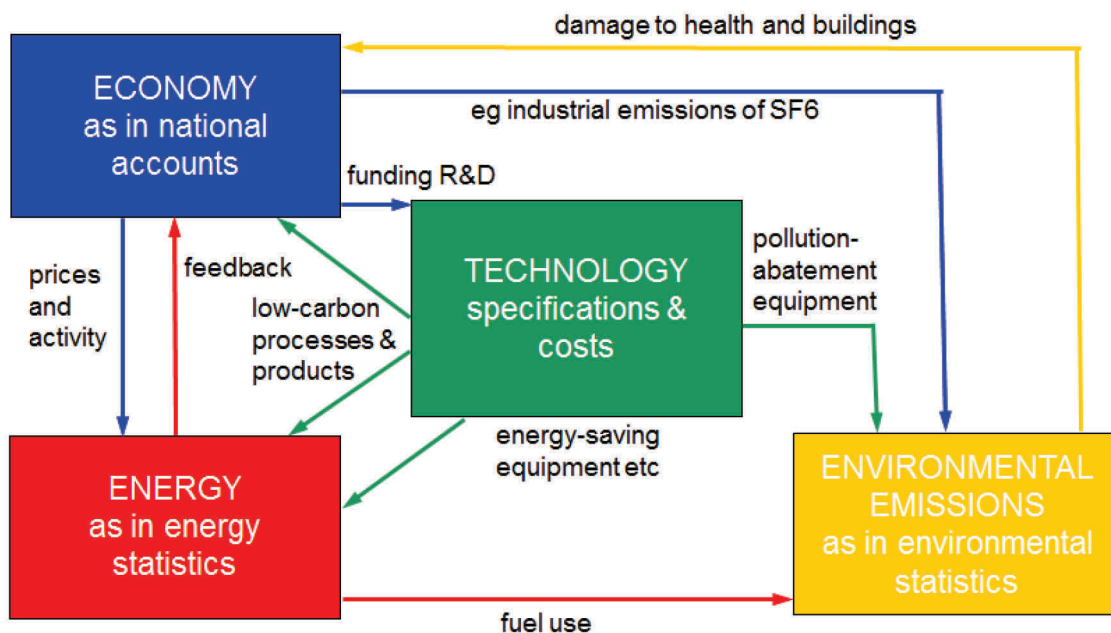 damage to health and buildings
ECONOMY
as in national
accounts
eg industrial emissions of SF6
funding R&D
prices
and
activity
feedback
low-carbon
processes &
products
TECHNOLOGY
specifications &
costs
pollution-
abatement
equipment
energy-saving
equipment etc
ENERGY
as in energy
statistics
ENVIRONMENTAL
EMISSIONS
as in environmental
statistics
fuel use